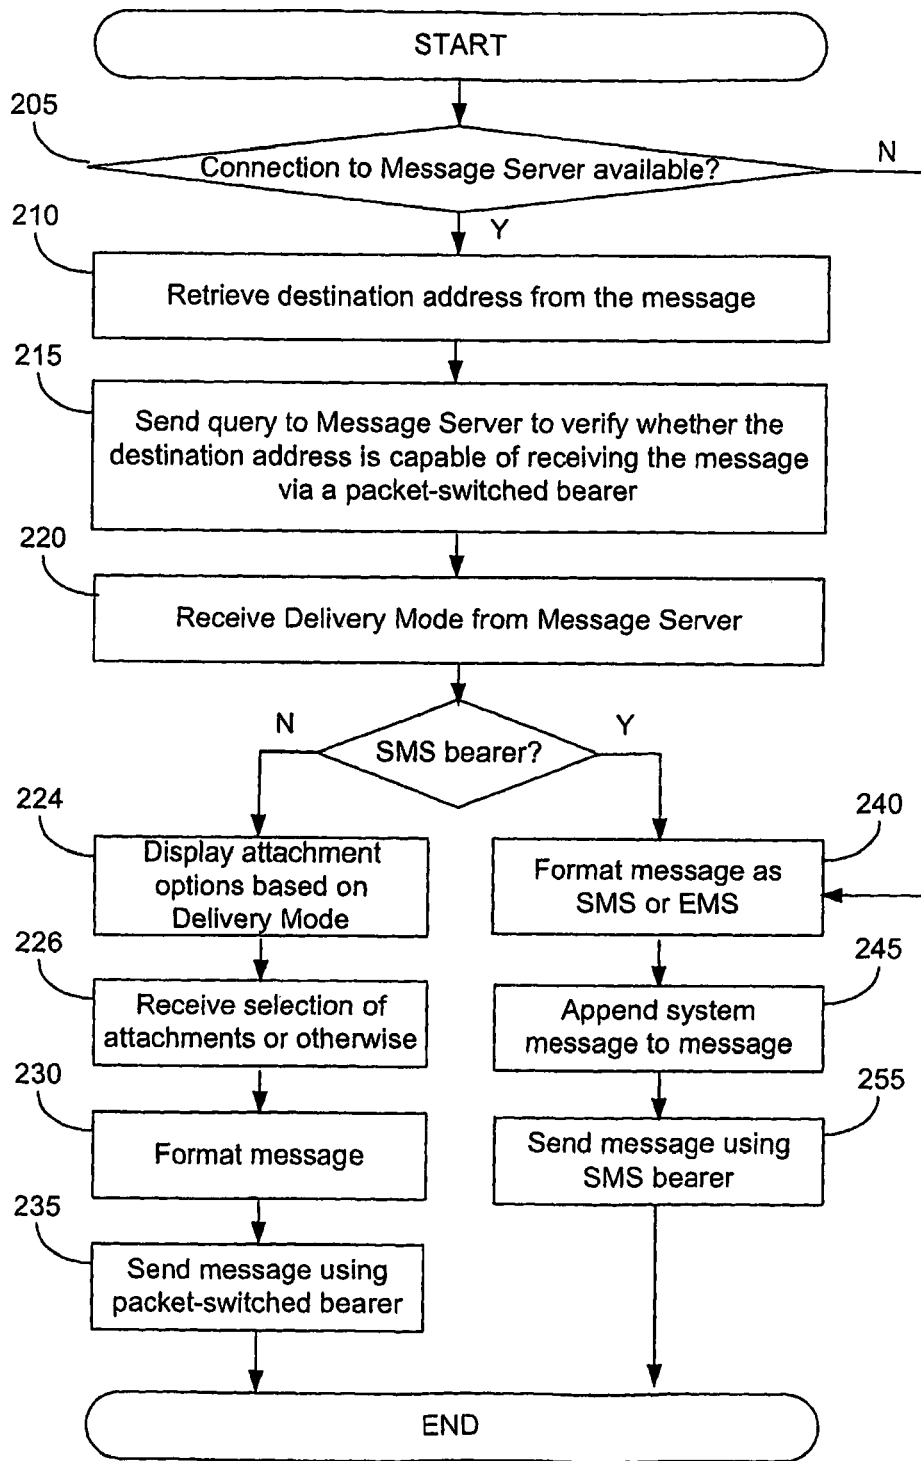 START
205
Connection to Message Server available?
N
Y
210
Retrieve destination address from the message
215
Send query to Message Server to verify whether the
destination address is capable of receiving the message
via a packet-switched bearer
220
Receive Delivery Mode from Message Server
N
SMS bearer?
Y
224
Display attachment
options based on
Delivery Mode
240
Format message as
SMS or EMS
226
Receive selection of
attachments or otherwise
245
Append system
message to message
230
Format message
255
Send message using
SMS bearer
235
Send message using
packet-switched bearer
END